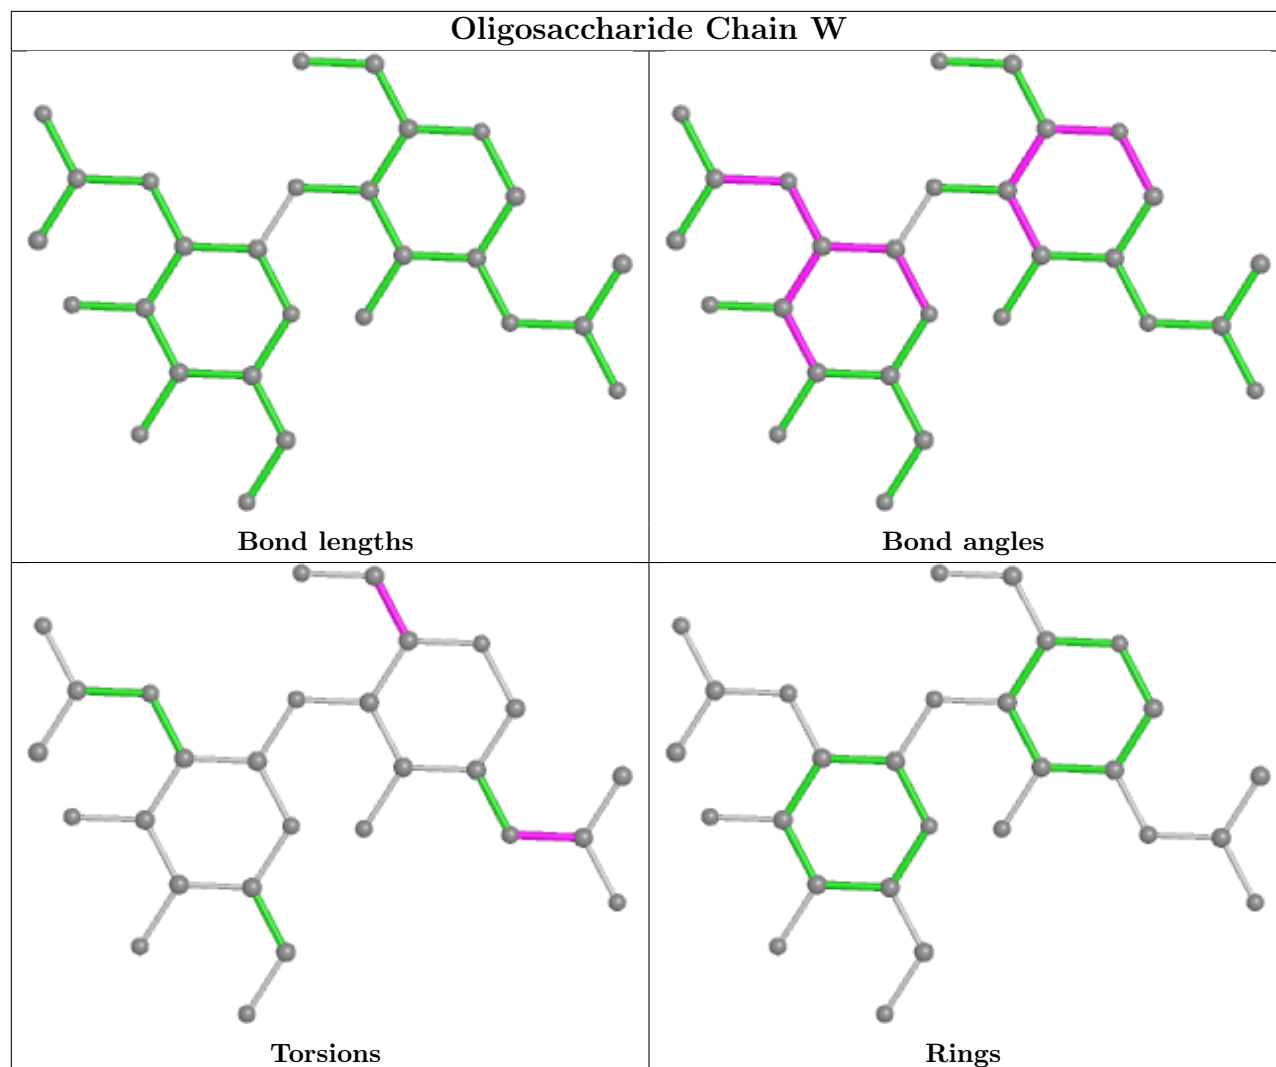 Oligosaccharide Chain W
Bond lengths
Bond angles
Torsions
Rings